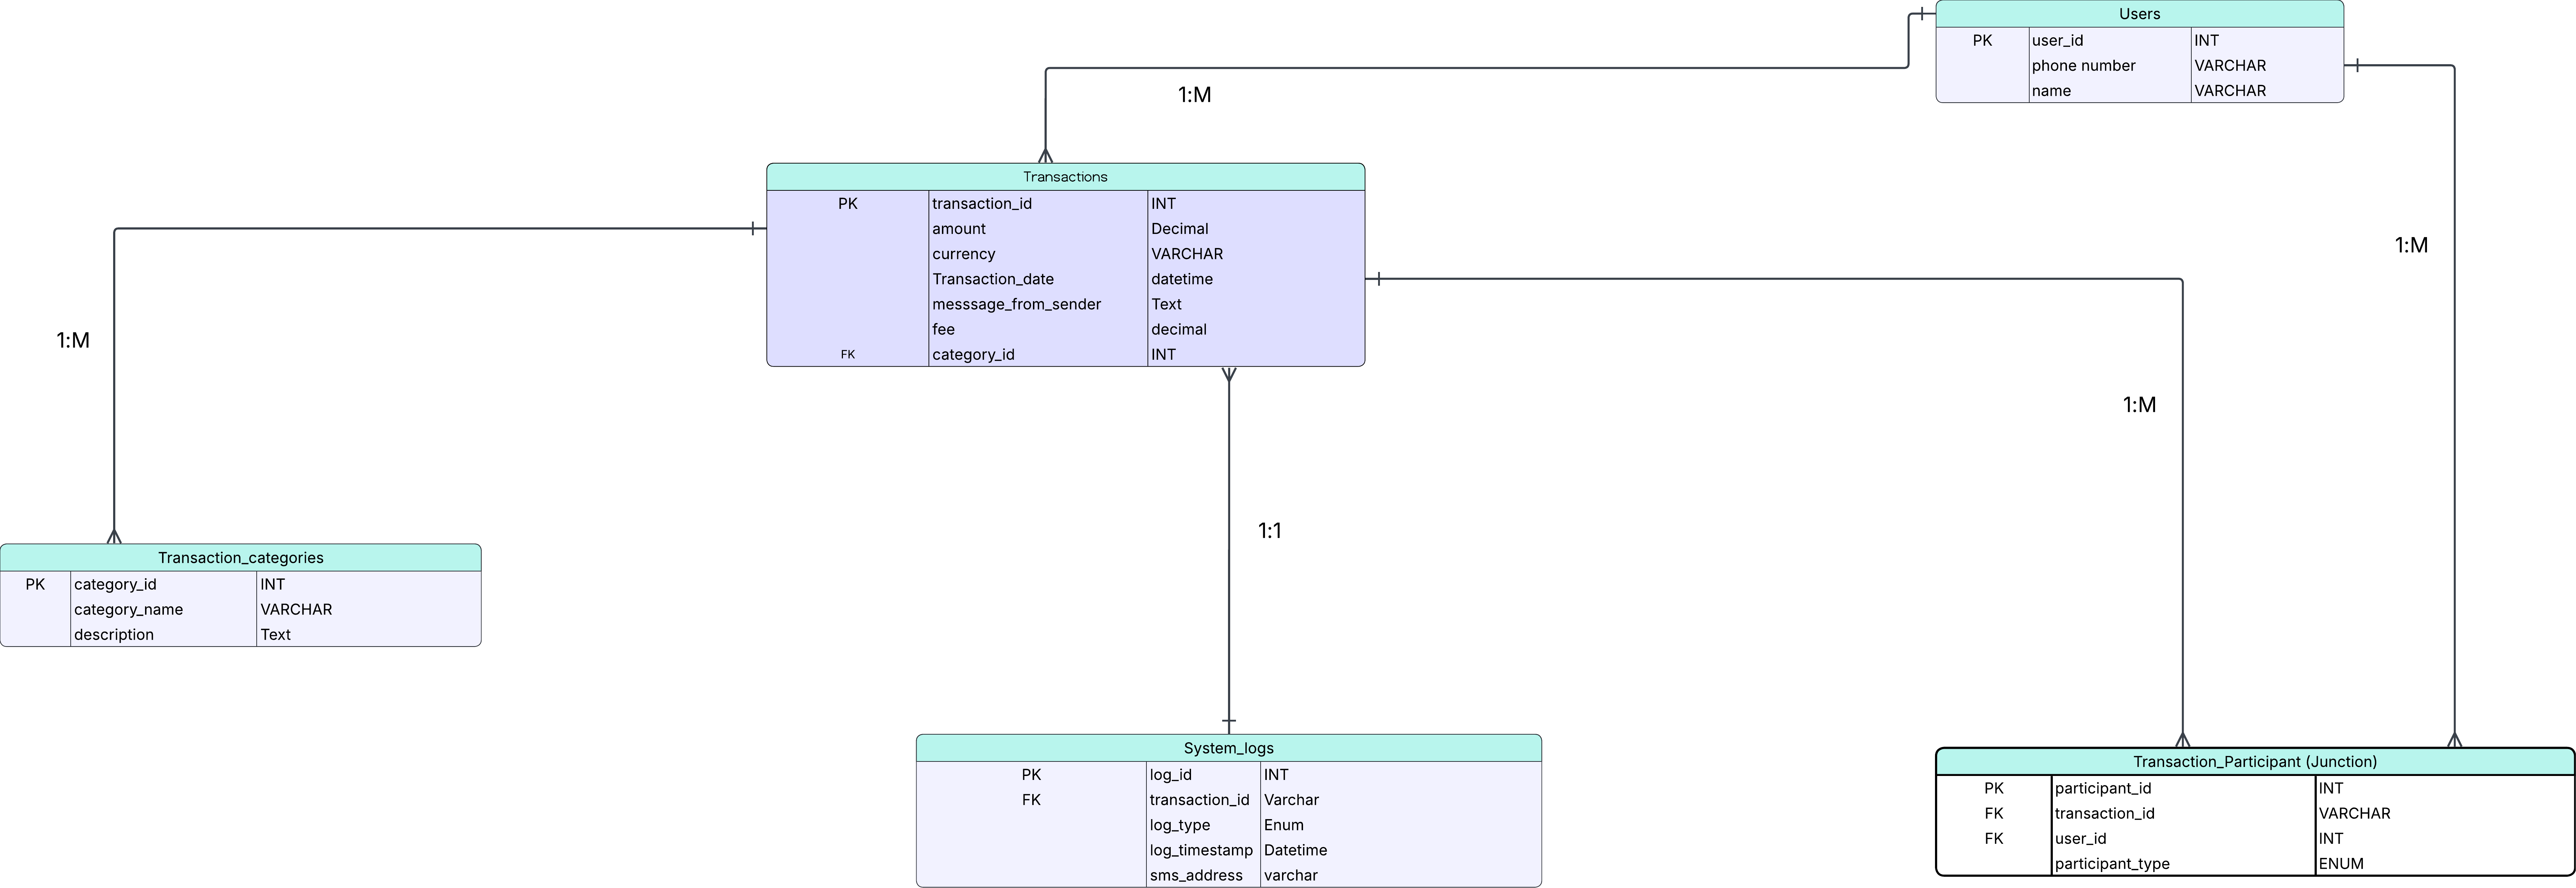 Users
PK user_id INT
phone number VARCHAR
name VARCHAR
1:M
Transactions
PK transaction_id INT
amount Decimal
currency VARCHAR
Transaction_date datetime
messsage_from_sender Text
fee decimal
FK category_id INT
1:M
1:M
1:M
1:1
Transaction_categories
PK category_id INT
category_name VARCHAR
description Text
System_logs
PK log_id INT
FK transaction_id Varchar
log_type Enum
log_timestamp Datetime
sms_address varchar
Transaction_Participant (Junction)
PK participant_id INT
FK transaction_id VARCHAR
FK user_id INT
participant_type ENUM